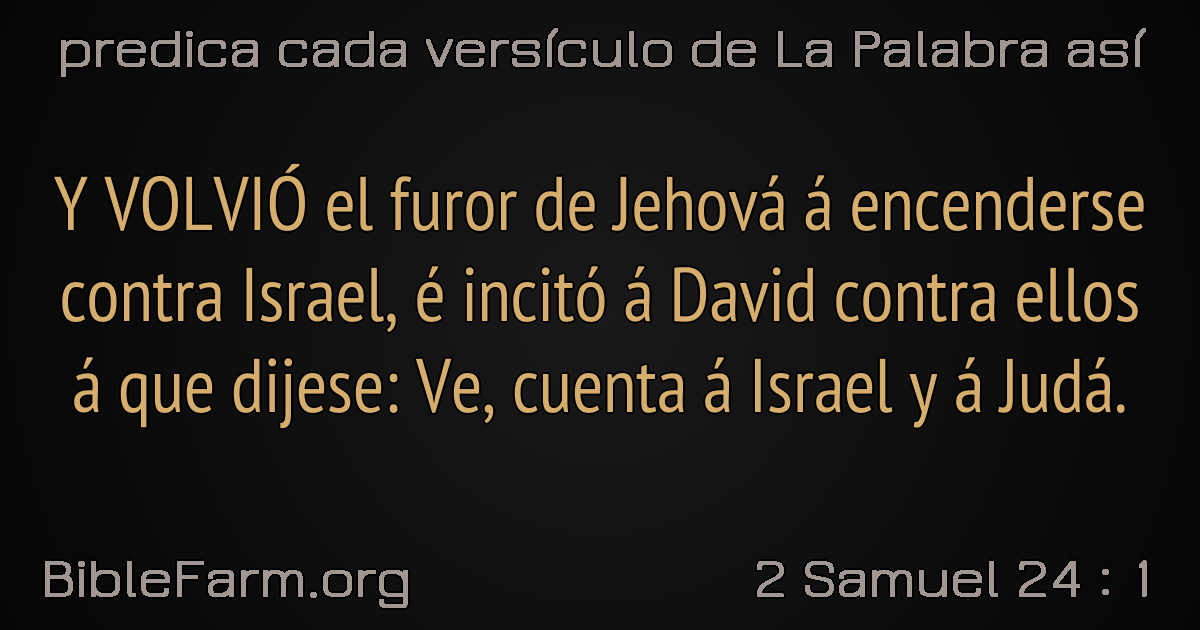 predica cada versículo de La Palabra así
Y VOLVIÓ el furor de Jehová á encenderse
contra Israel, é incitó á David contra ellos
á que dijese: Ve, cuenta á Israel y á Judá.
BibleFarm.org
2 Samuel 24 : 1